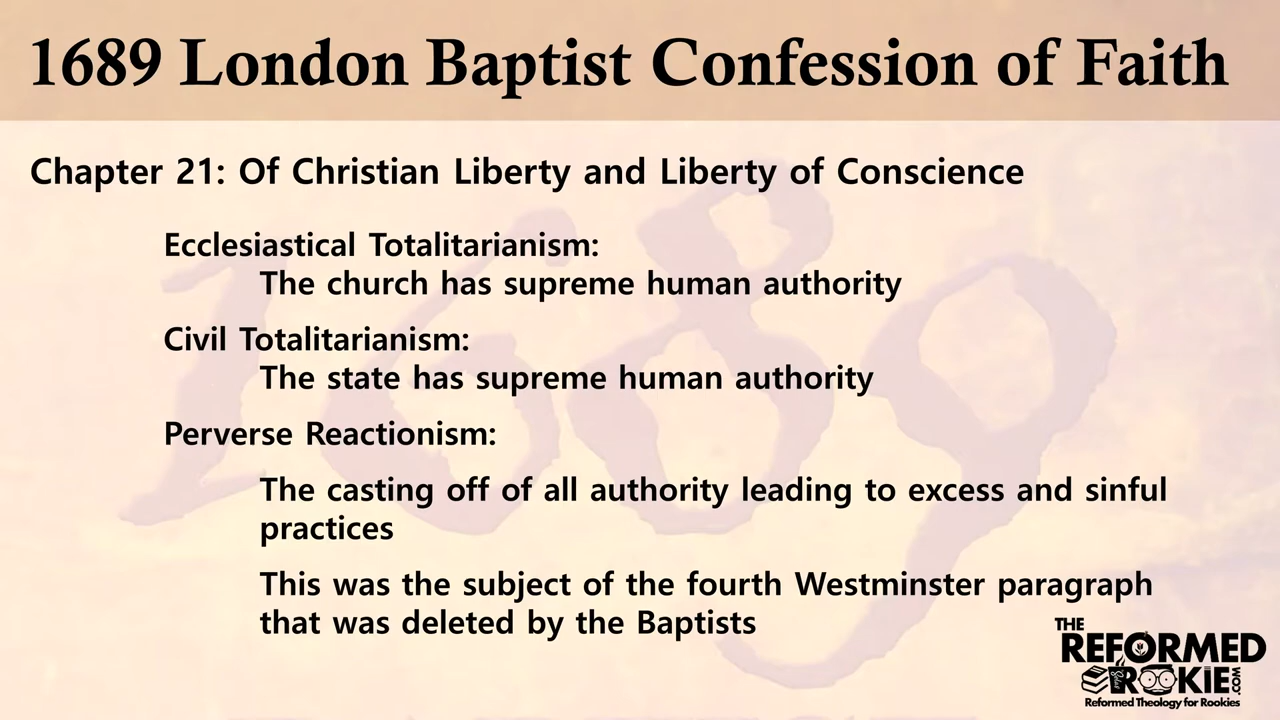 1689 London Baptist Confession of Faith
Chapter 21: Of Christian Liberty and Liberty of Conscience
Ecclesiastical Totalitarianism:
The church has supreme human authority
Civil Totalitarianism:
The state has supreme human authority
Perverse Reactionism:
The casting off of all authority leading to excess and sinful
practices
This was the subject of the fourth Westminster paragraph
that was deleted by the Baptists
1689
THE
REFORMED
ROOKIE.COM
Reformed Theology for Rookies